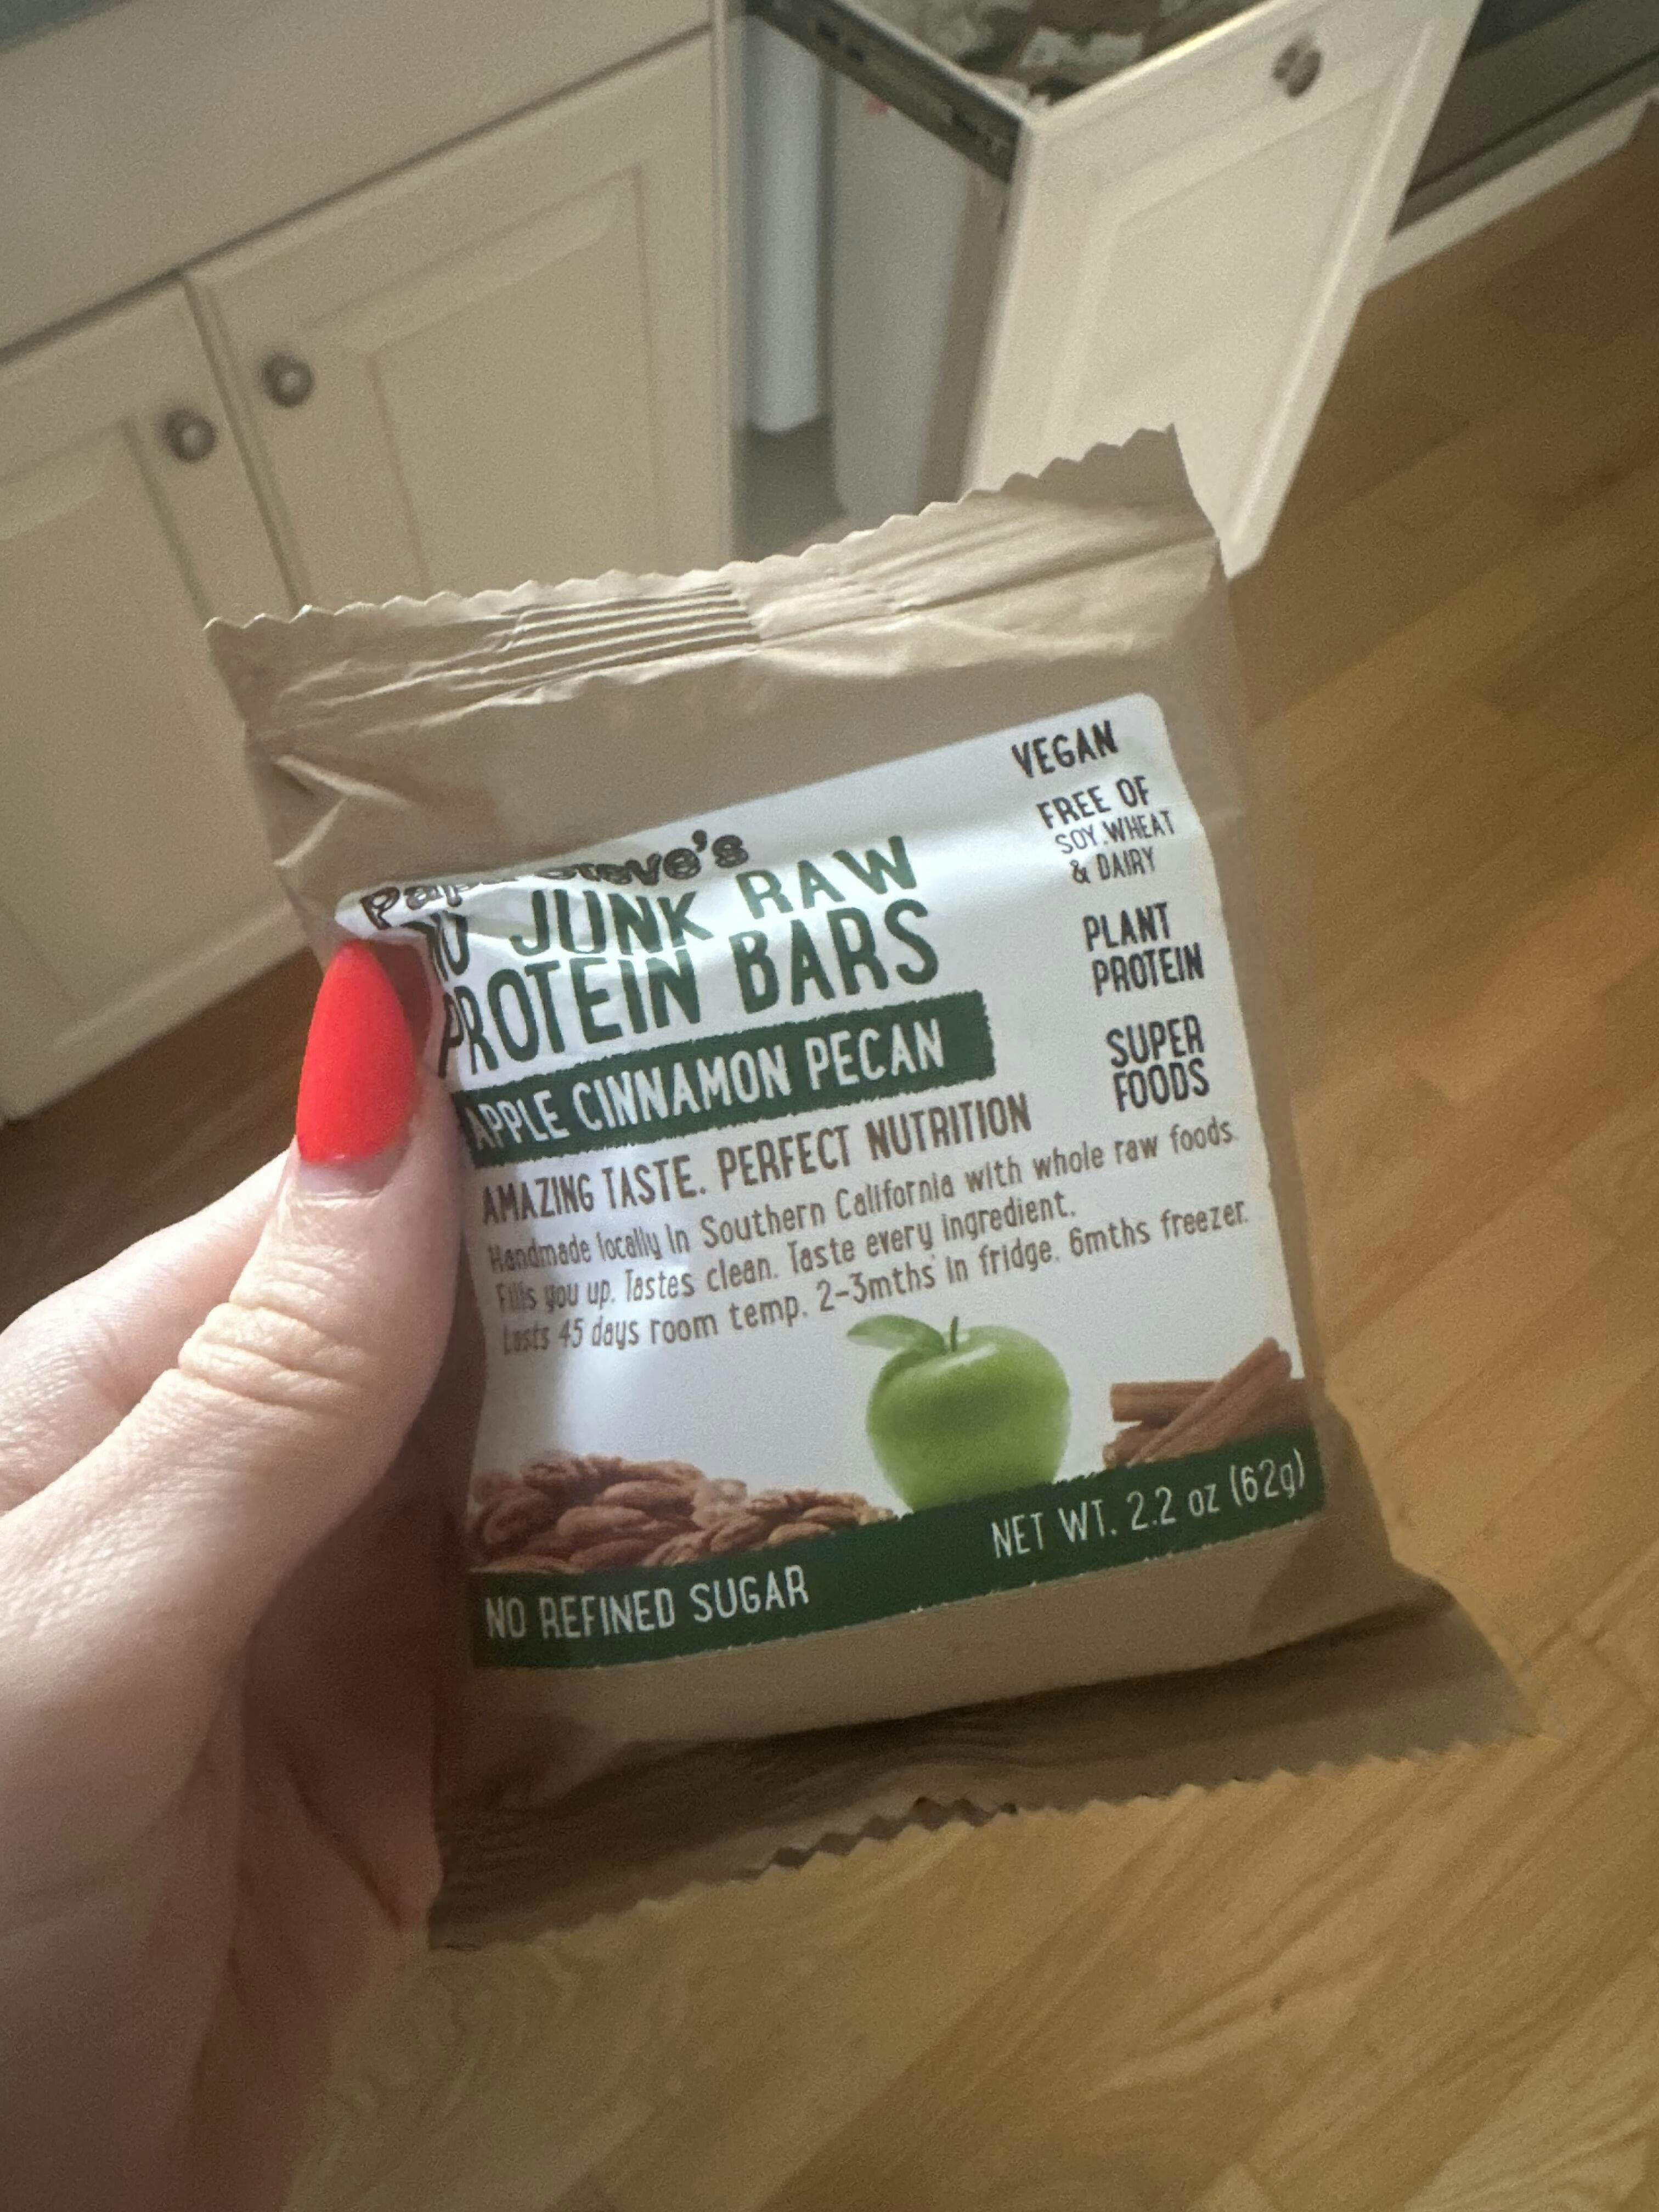 Papa Steve's
NO JUNK RAW
PROTEIN BARS
APPLE CINNAMON PECAN
AMAZING TASTE. PERFECT NUTRITION
Handmade locally in Southern California with whole raw foods.
Fills you up. Tastes clean. Taste every ingredient.
Lasts 45 days room temp. 2-3mths in fridge. 6mths freezer.
VEGAN
FREE OF
SOY, WHEAT
& DAIRY
PLANT
PROTEIN
SUPER
FOODS
NET WT. 2.2 oz (62g)
NO REFINED SUGAR